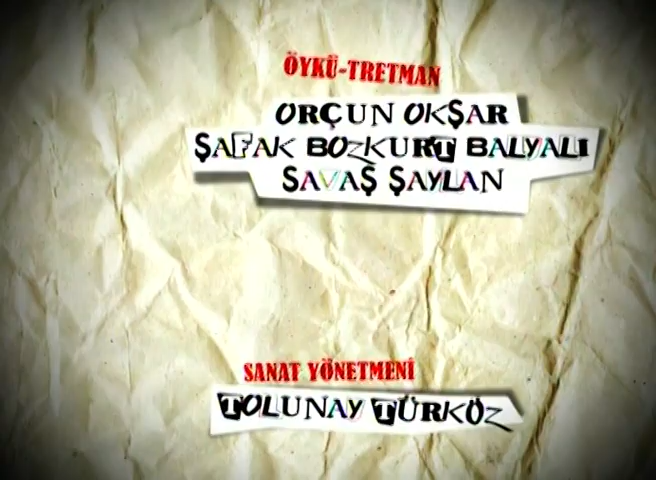 ÖYKÜ-TRETMAN
ORÇUN OKŞAR
ŞAFAK BOZKURT BALYALI
SAVAŞ ŞAYLAN
SANAT YÖNETMENİ
TOLUNAY TÜRKÖZ